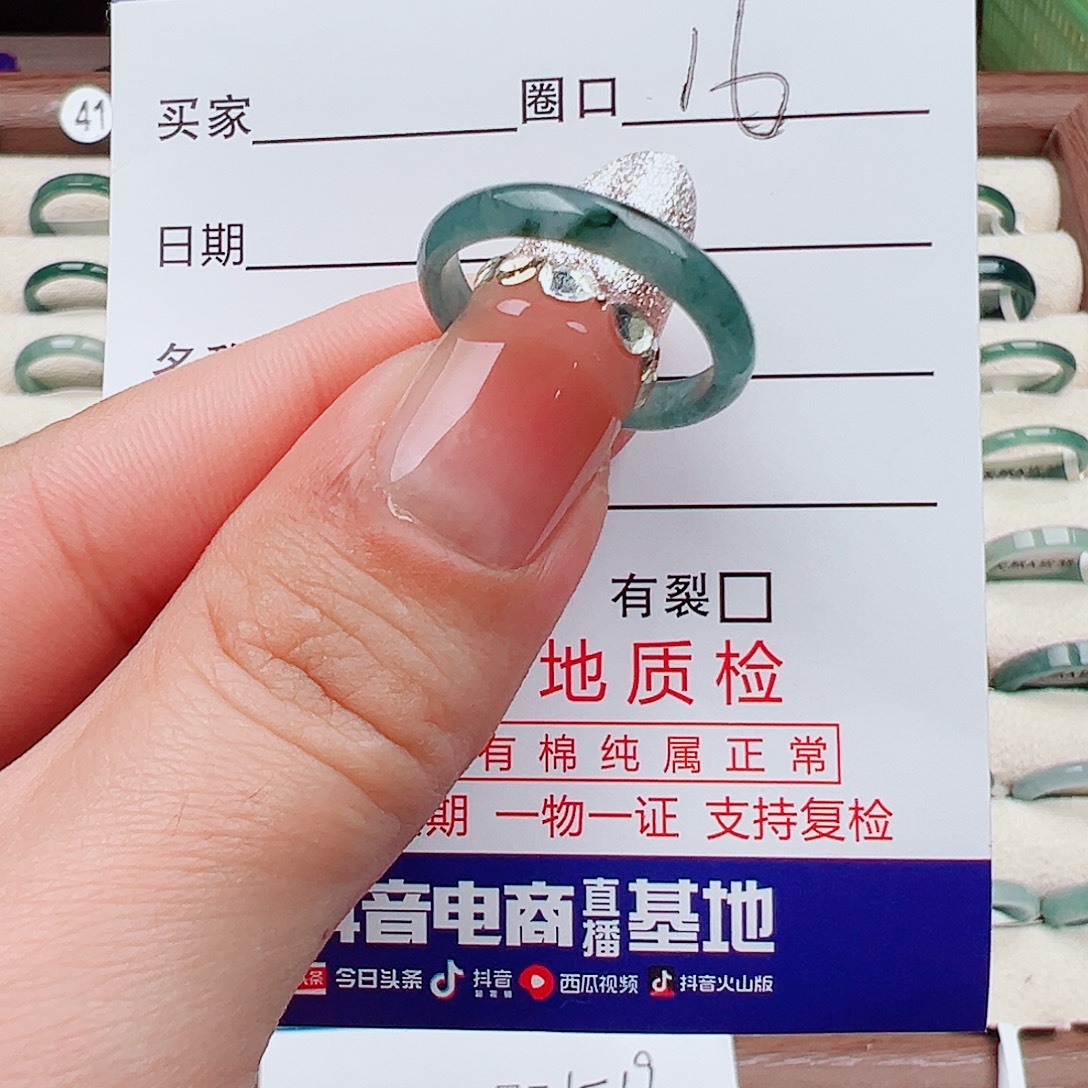 41
买家 圈口 16
日期
有裂
地质检
有棉纯属正常
期 一物一证 支持复检
音电商直播基地
今日头条 抖音 西瓜视频 抖音火山版